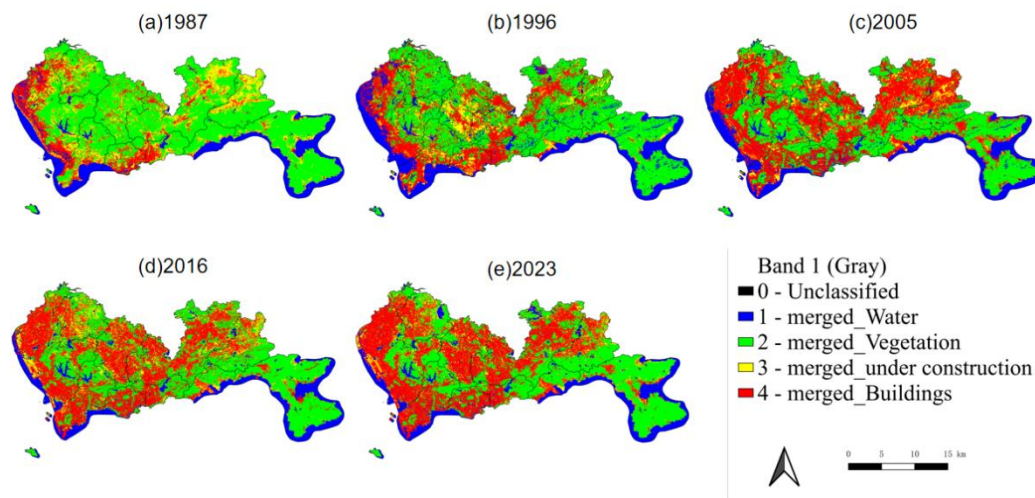 (a)1987
(b)1996
(c)2005
(d)2016
(e)2023
Band 1 (Gray)
0 - Unclassified
1 - merged_Water
2 - merged_Vegetation
3 - merged_under construction
4 - merged_Buildings
0 5 10 15 km